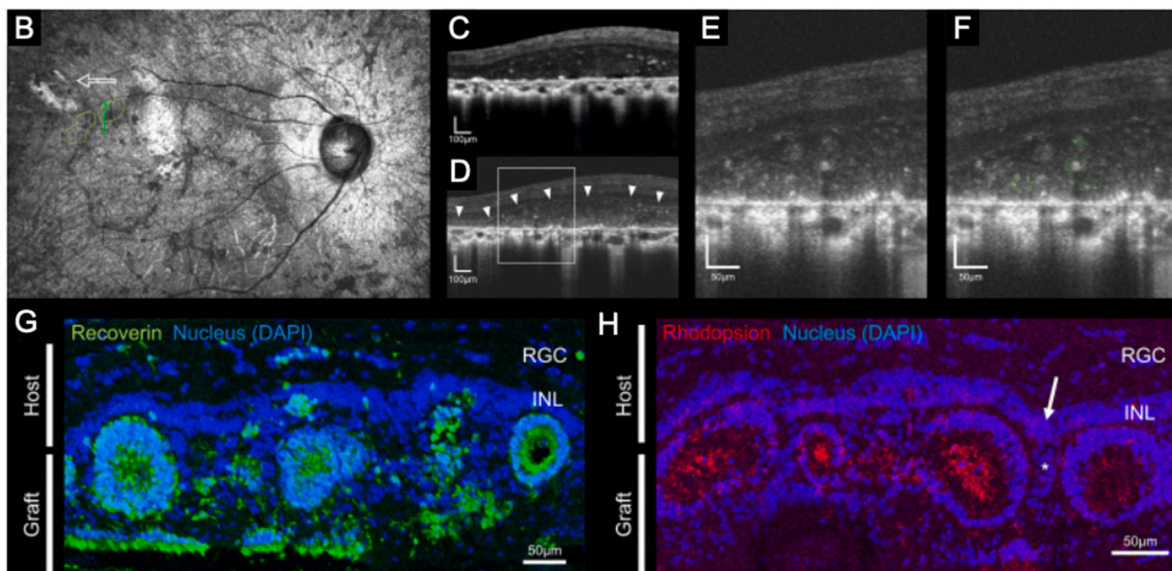 B
C
100µm
D
100µm
E
50µm
F
50µm
G
Recoverin Nucleus (DAPI)
Host
Graft
RGC
INL
50µm
H
Rhodopsion Nucleus (DAPI)
Host
Graft
RGC
INL
*
50µm